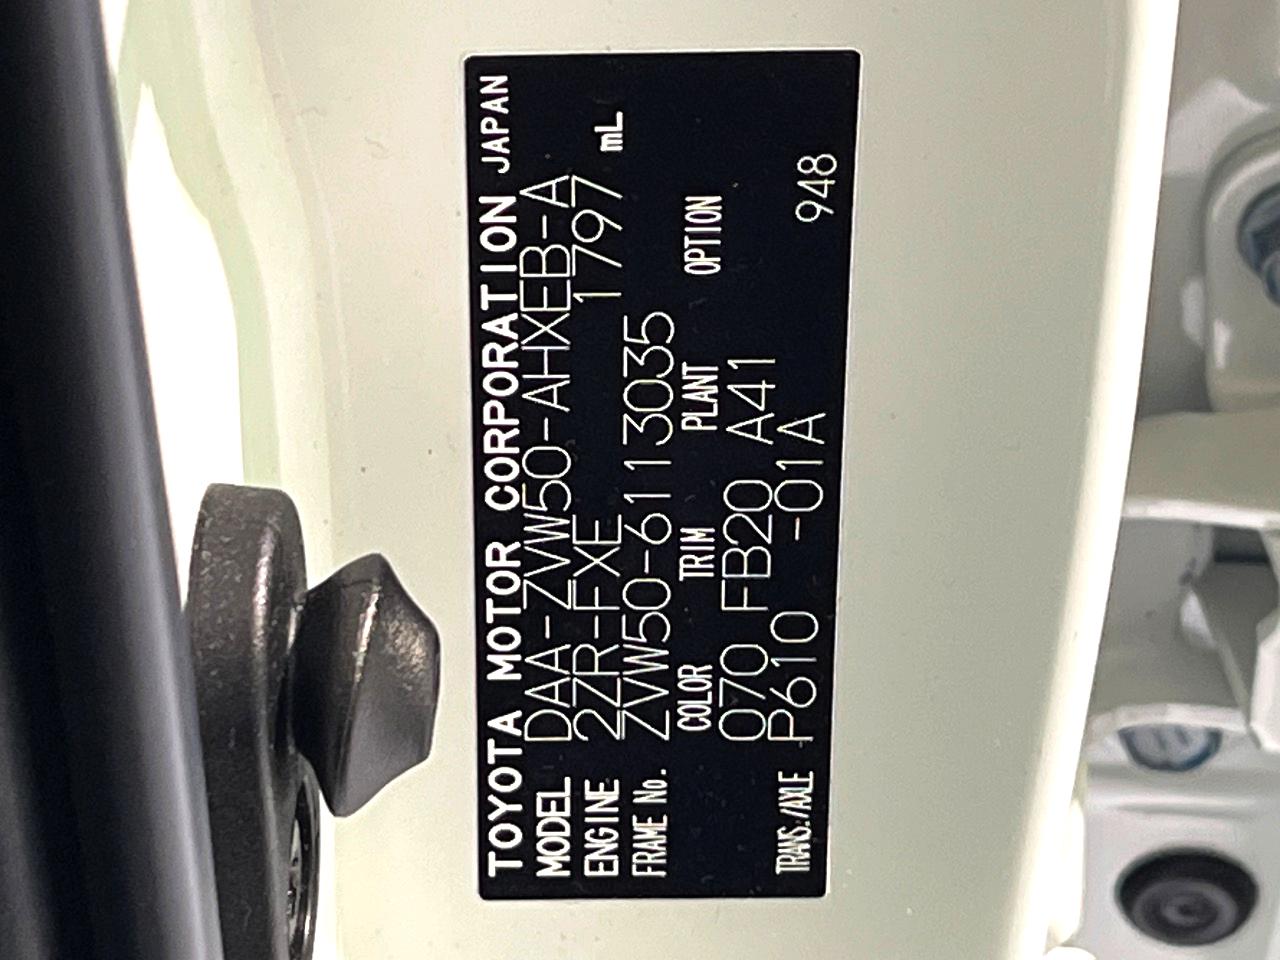 TOYOTA MOTOR CORPORATION JAPAN
MODEL DAA-ZVW50-AHXEB-A
ENGINE 2ZR-FXE 1797 mL
FRAME No. ZVW50-6113035
COLOR TRIM PLANT OPTION
070 FB20 A41
TRANS./AXLE P610 -01A 948